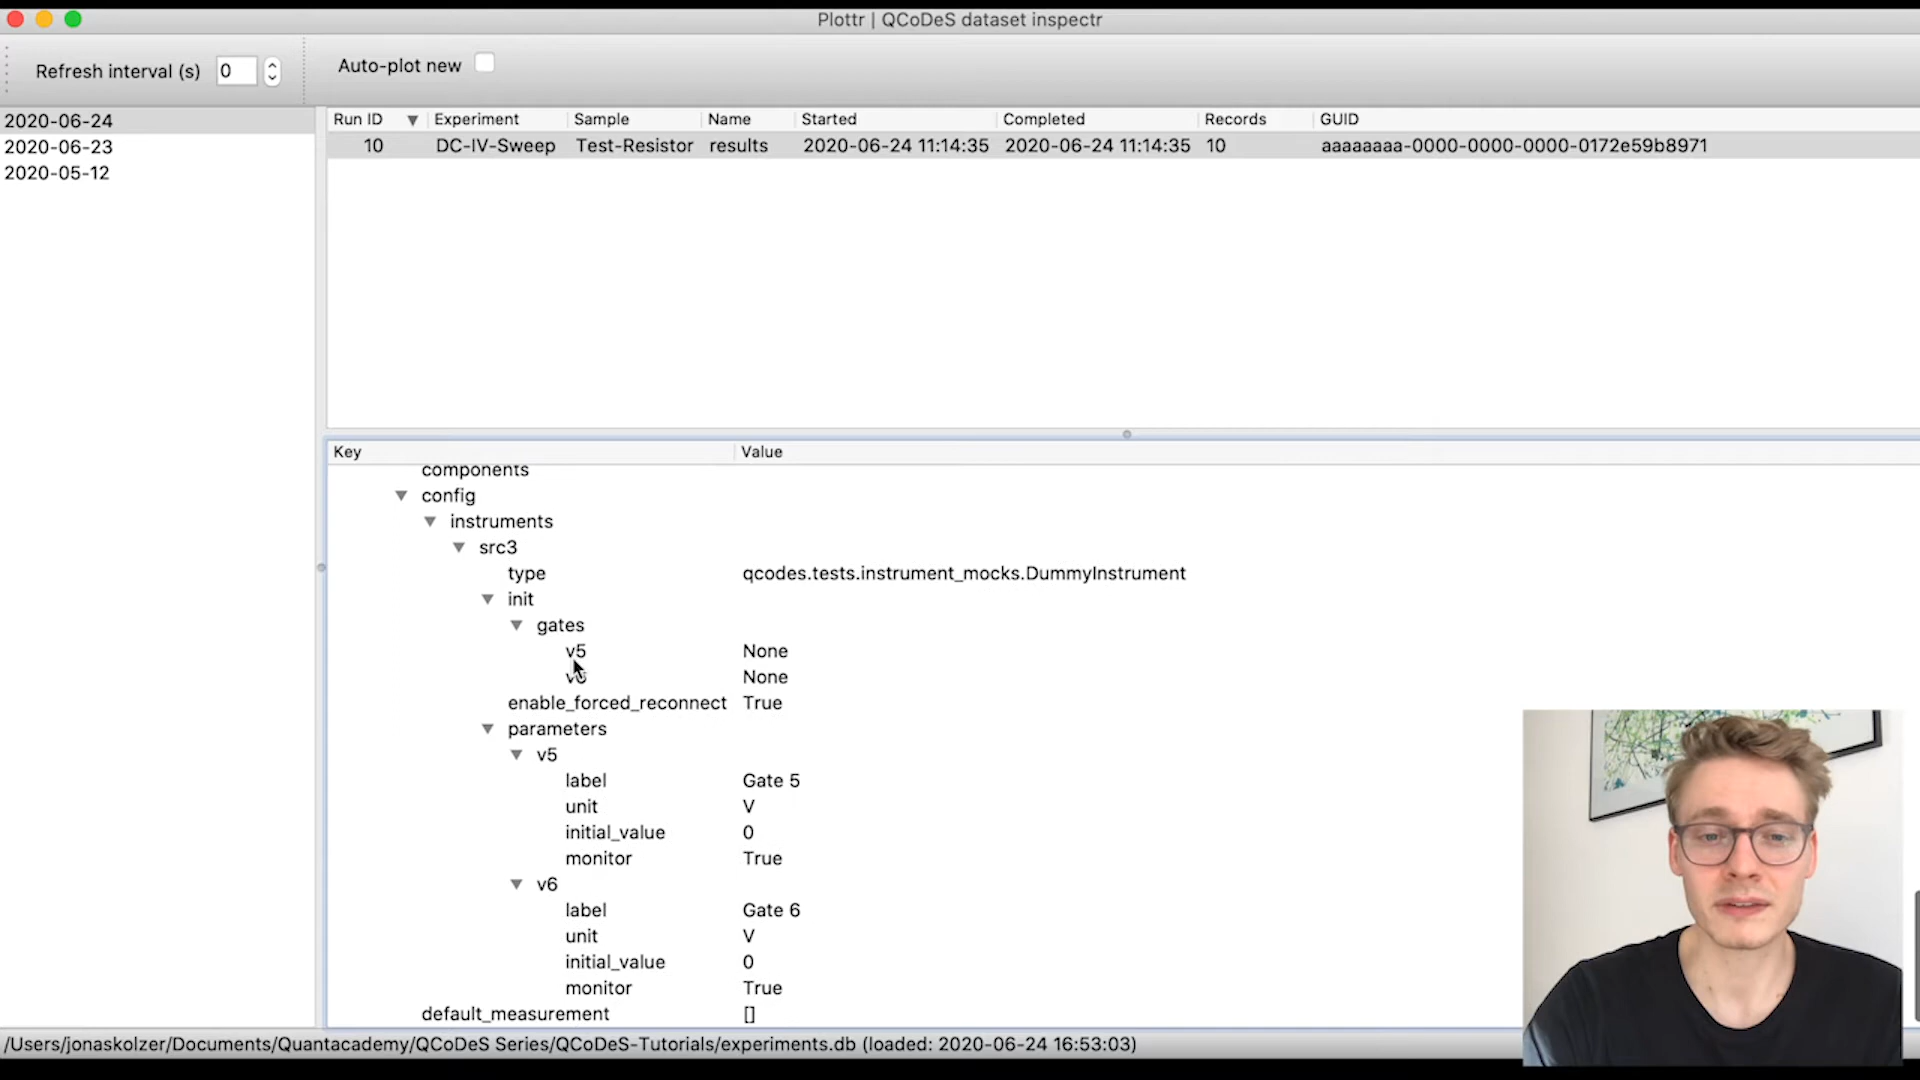 Plottr | QCoDeS dataset inspectr
Refresh interval (s) 0 Auto-plot new
2020-06-24
2020-06-23
2020-05-12
Run ID Experiment Sample Name Started Completed Records GUID
10 DC-IV-Sweep Test-Resistor results 2020-06-24 11:14:35 2020-06-24 11:14:35 10 aaaaaaaa-0000-0000-0000-0172e59b8971
Key Value
components
config
instruments
src3
type qcodes.tests.instrument_mocks.DummyInstrument
init
gates
v5 None
None
enable_forced_reconnect True
parameters
v5
label Gate 5
unit V
initial_value 0
monitor True
v6
label Gate 6
unit V
initial_value 0
monitor True
default_measurement []
/Users/jonaskolzer/Documents/Quantacademy/QCoDeS Series/QCoDeS-Tutorials/experiments.db (loaded: 2020-06-24 16:53:03)